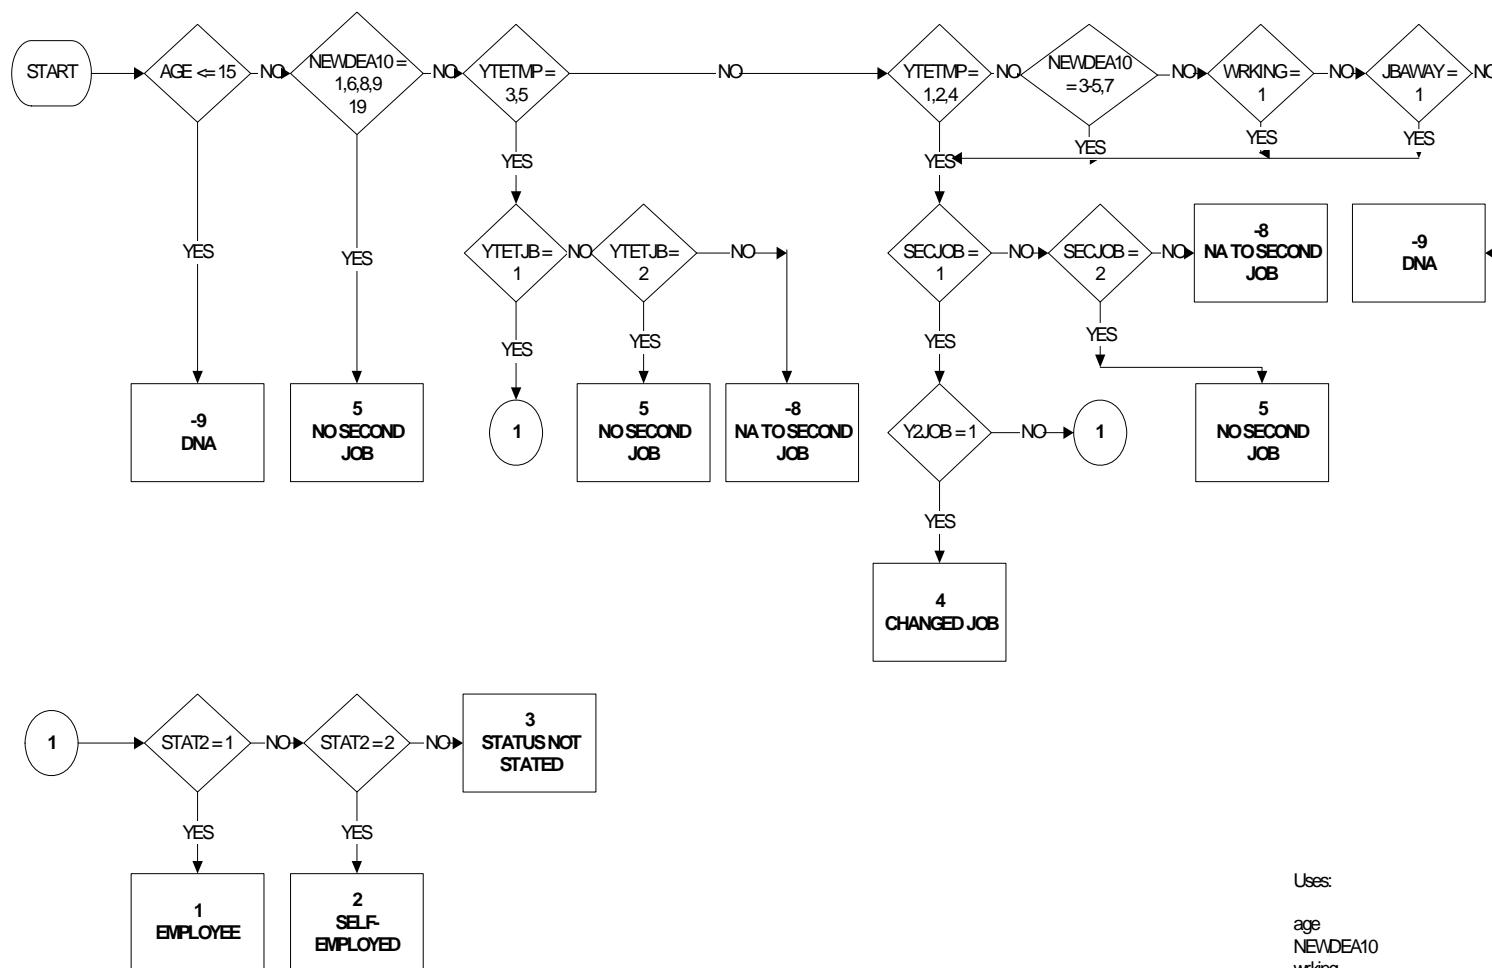 START
AGE <= 15
NO
NEWDEA10 =
1,6,8,9
19
NO
YTETMP =
3,5
NO
YTETMP =
1,2,4
NO
NEWDEA10
= 3-5,7
NO
WRKING =
1
NO
JBAWAY =
1
NO
YES
YES
YES
YES
YES
YES
YES
YTETJB =
1
NO
YTETJB =
2
NO
SECJOB =
1
NO
SECJOB =
2
NO
-8
NA TO SECOND
JOB
-9
DNA
YES
YES
YES
YES
-9
DNA
5
NO SECOND
JOB
1
5
NO SECOND
JOB
-8
NA TO SECOND
JOB
Y2JOB = 1
NO
1
5
NO SECOND
JOB
YES
4
CHANGED JOB
1
STAT2 = 1
NO
STAT2 = 2
NO
3
STATUS NOT
STATED
YES
YES
1
EMPLOYEE
2
SELF-
EMPLOYED
Uses:
age
NEWDEA10
wrking